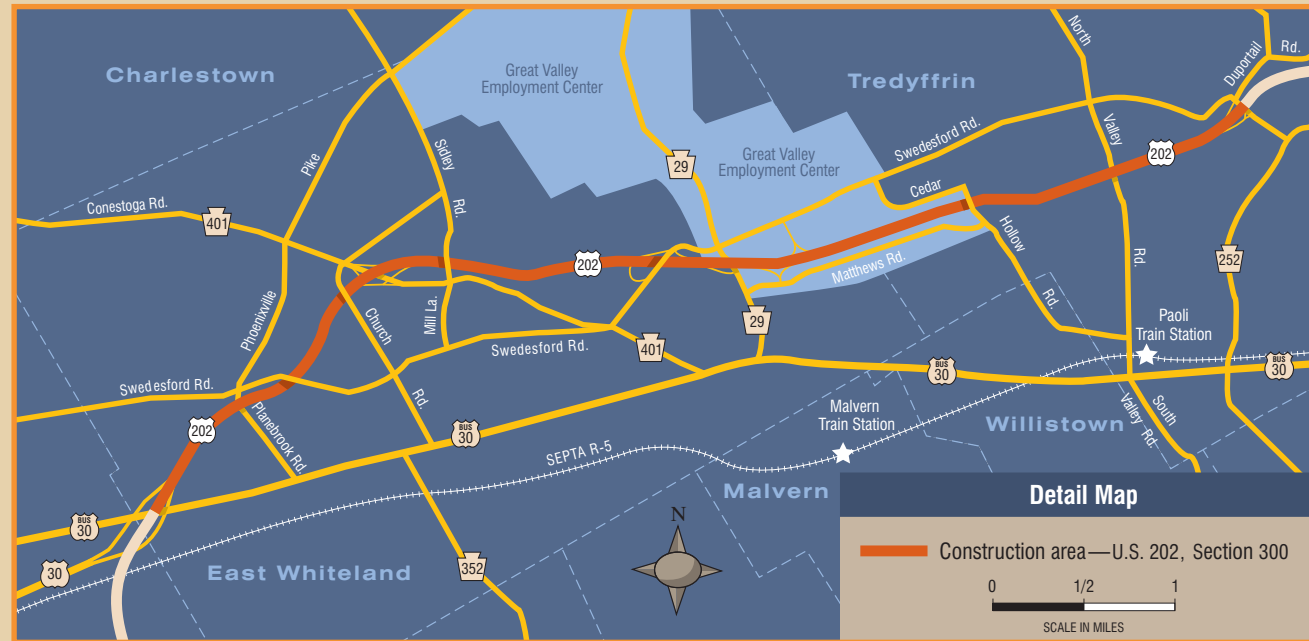 Charlestown
Great Valley
Employment Center
Tredyffrin
North
Duportail
Rd.
Valley
202
Swedesford Rd.
Pike
Sidley
29
Great Valley
Employment Center
Cedar
Conestoga Rd.
401
Rd.
Hollow
202
Matthews Rd.
Rd.
252
Phoenixville
Church
Mill La.
29
Rd.
Paoli
Train Station
Swedesford Rd.
401
Swedesford Rd.
BUS
30
BUS
30
Rd.
202
Planebrook Rd.
BUS
30
Malvern
Train Station
Willistown
South
Valley Rd.
SEPTA R-5
Malvern
BUS
30
30
East Whiteland
352
N
Detail Map
Construction area—U.S. 202, Section 300
0 1/2 1
SCALE IN MILES